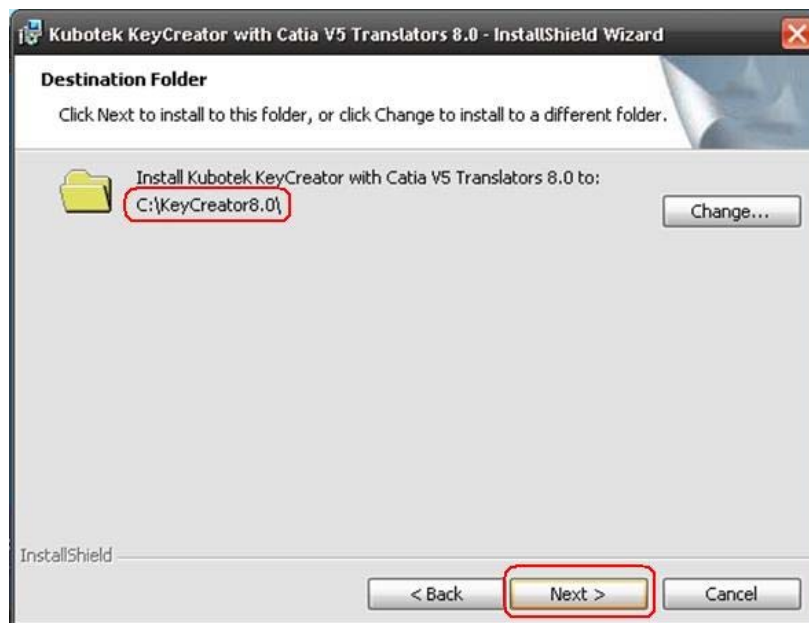 Kubotek KeyCreator with Catia V5 Translators 8.0 - InstallShield Wizard
Destination Folder
Click Next to install to this folder, or click Change to install to a different folder.
Install Kubotek KeyCreator with Catia V5 Translators 8.0 to:
C:\KeyCreator8.0\
Change...
InstallShield
< Back
Next >
Cancel